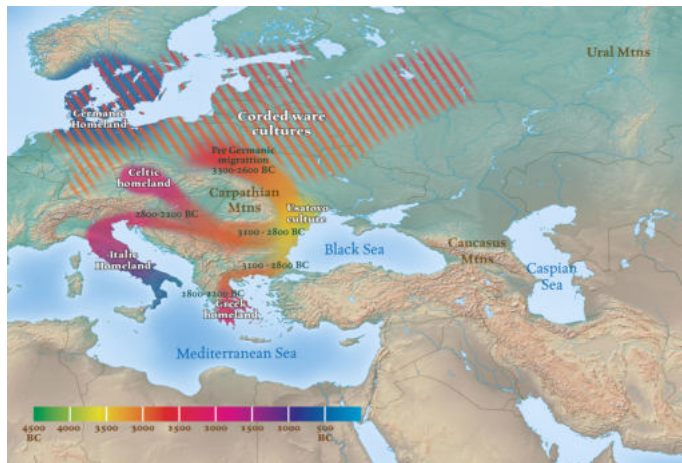 Ural Mtns
Germanic
Homeland
Corded ware
cultures
Pre Germanic
migraition
3300-2600 BC
Celtic
homeland
Carpathian
Mtns
Usatovo
culture
2800-2200 BC
3100 - 2800 BC
Black Sea
Caucasus
Mtns
Italic
Homeland
3100 - 2800 BC
Caspian
Sea
2800-2200 BC
Greek
homeland
Mediterranean Sea
4500 4000 3500 3000 2500 2000 1500 1000 500
BC BC